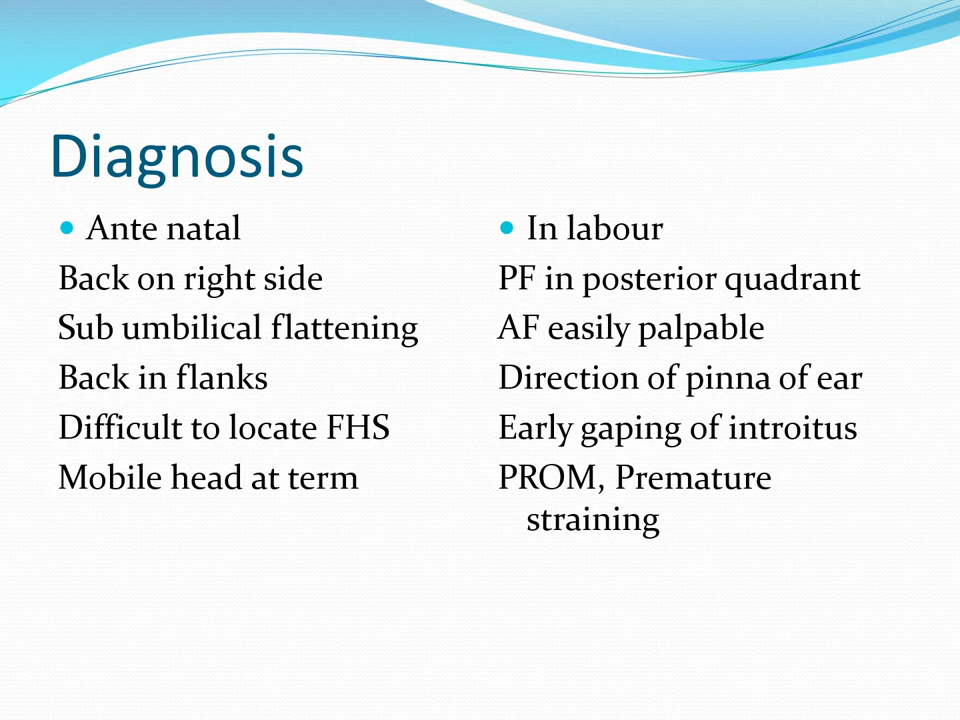 Diagnosis
Ante natal
Back on right side
Sub umbilical flattening
Back in flanks
Difficult to locate FHS
Mobile head at term
In labour
PF in posterior quadrant
AF easily palpable
Direction of pinna of ear
Early gaping of introitus
PROM, Premature
straining